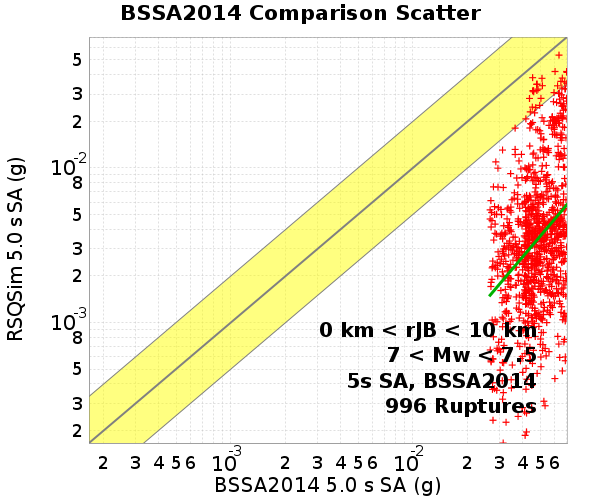 BSSA2014 Comparison Scatter
RSQSim 5.0 s SA (g)
5
3
2
10-2
8
5
3
2
10-3
8
5
3
2
0 km < rJB < 10 km
7 < Mw < 7.5
5s SA, BSSA2014
996 Ruptures
2 3 4 5 6 10-3 2 3 4 5 6 10-2 2 3 4 5 6
BSSA2014 5.0 s SA (g)